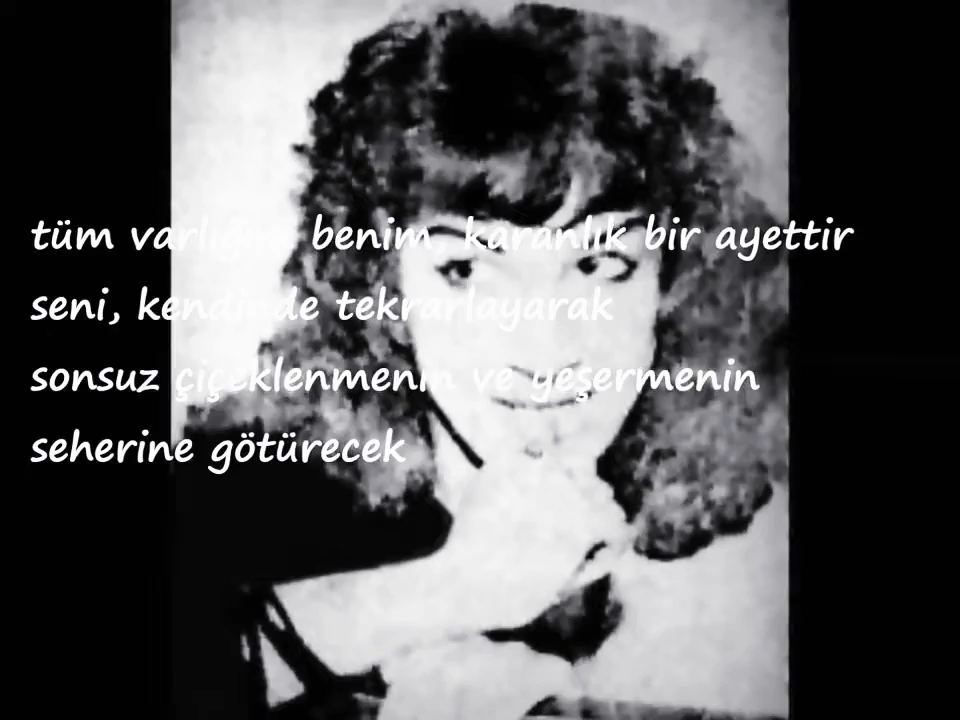 tüm varlığım benim, karanlık bir ayettir
seni, kendinde tekrarlayarak
sonsuz çiçeklenmenin ve yeşermenin
seherine götürecek